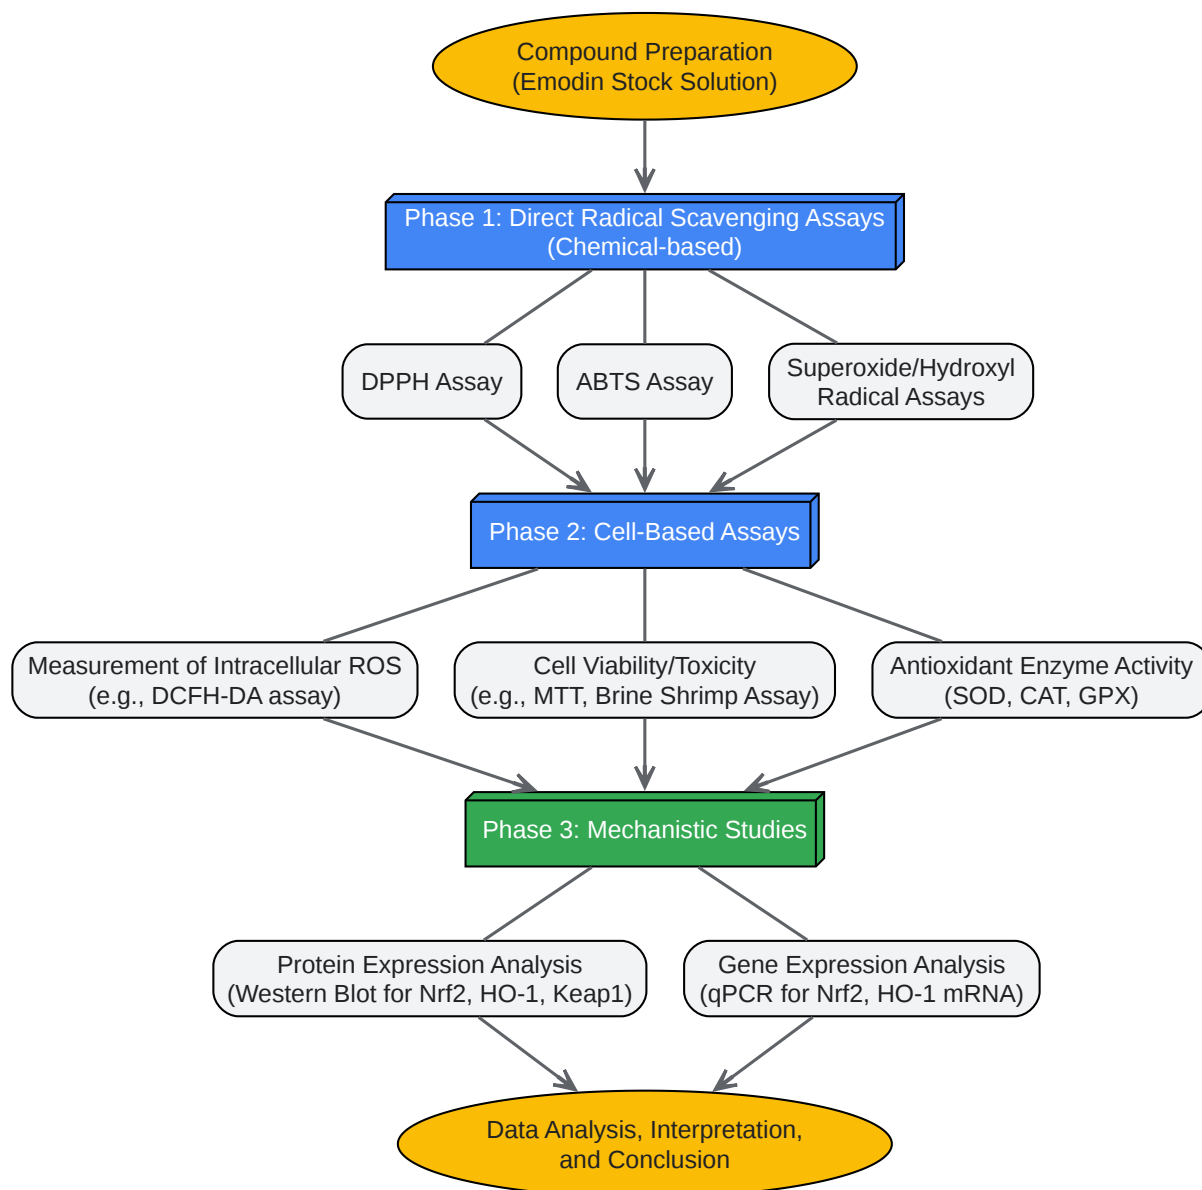 Compound Preparation
(Emodin Stock Solution)
Phase 1: Direct Radical Scavenging Assays
(Chemical-based)
DPPH Assay
ABTS Assay
Superoxide/Hydroxyl
Radical Assays
Phase 2: Cell-Based Assays
Measurement of Intracellular ROS
(e.g., DCFH-DA assay)
Cell Viability/Toxicity
(e.g., MTT, Brine Shrimp Assay)
Antioxidant Enzyme Activity
(SOD, CAT, GPX)
Phase 3: Mechanistic Studies
Protein Expression Analysis
(Western Blot for Nrf2, HO-1, Keap1)
Gene Expression Analysis
(qPCR for Nrf2, HO-1 mRNA)
Data Analysis, Interpretation,
and Conclusion